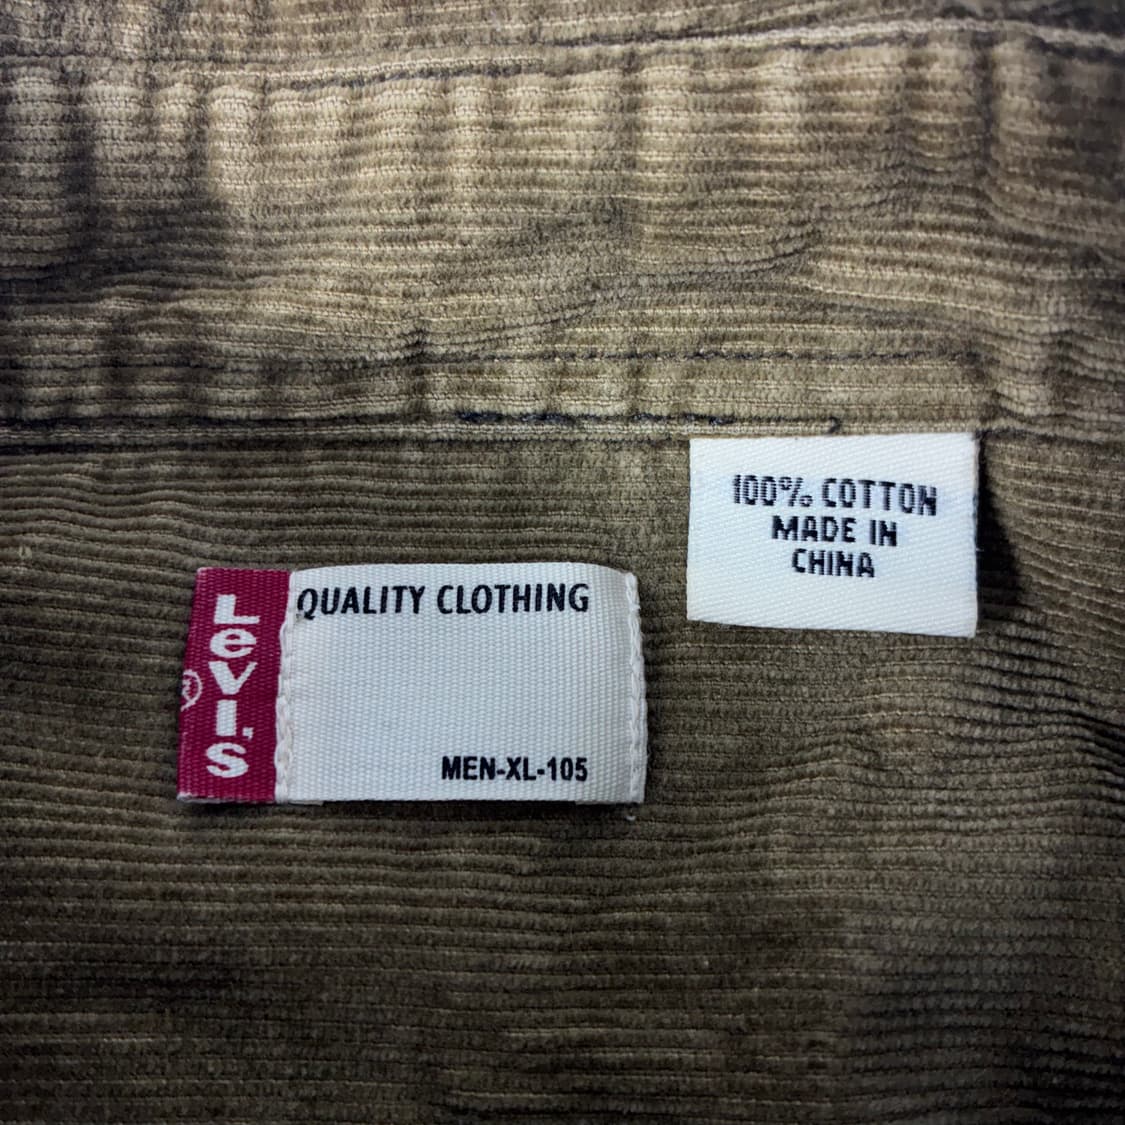 100% COTTON
MADE IN
CHINA
LeVI'S
®
QUALITY CLOTHING
MEN-XL-105